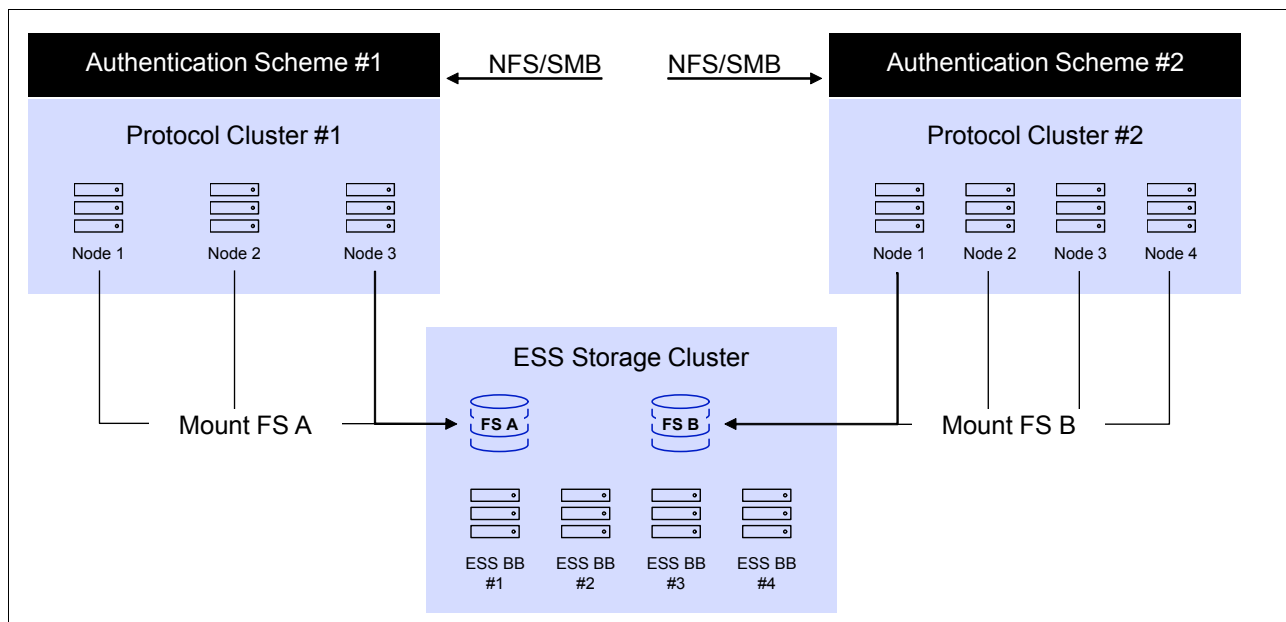 Authentication Scheme #1
NFS/SMB
NFS/SMB
Authentication Scheme #2
Protocol Cluster #1
Node 1
Node 2
Node 3
Protocol Cluster #2
Node 1
Node 2
Node 3
Node 4
ESS Storage Cluster
Mount FS A
FS A
FS B
Mount FS B
ESS BB
#1
ESS BB
#2
ESS BB
#3
ESS BB
#4